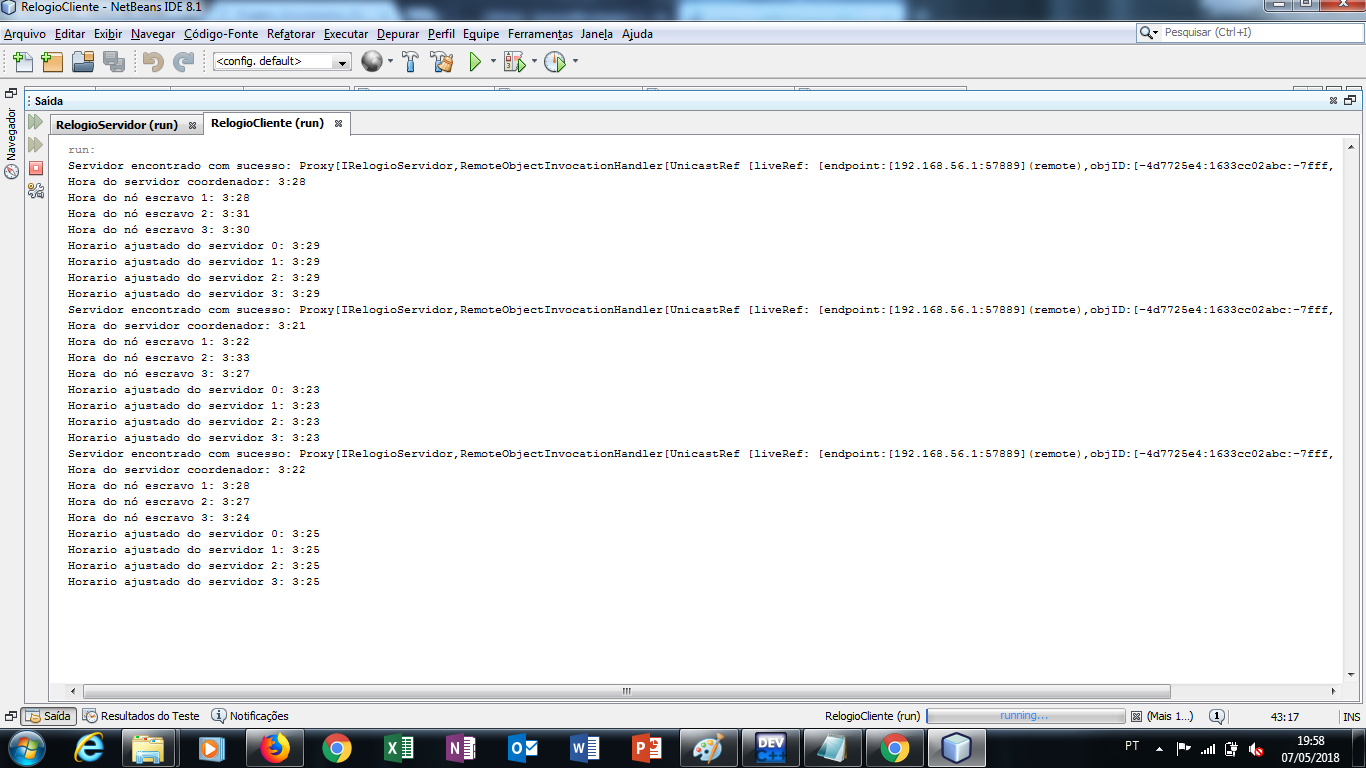 RelogioCliente - NetBeans IDE 8.1
Arquivo Editar Exibir Navegar Código-Fonte Refatorar Executar Depurar Perfil Equipe Ferramentas Janela Ajuda
Pesquisar (Ctrl+I)
<config. default>
Saída
Navegador
RelogioServidor (run)
RelogioCliente (run)
run:
Servidor encontrado com sucesso: Proxy[IRelogioServidor,RemoteObjectInvocationHandler[UnicastRef [liveRef: [endpoint:[192.168.56.1:57889](remote),objID:[-4d7725e4:1633cc02abc:-7fff,
Hora do servidor coordenador: 3:28
Hora do nó escravo 1: 3:28
Hora do nó escravo 2: 3:31
Hora do nó escravo 3: 3:30
Horario ajustado do servidor 0: 3:29
Horario ajustado do servidor 1: 3:29
Horario ajustado do servidor 2: 3:29
Horario ajustado do servidor 3: 3:29
Servidor encontrado com sucesso: Proxy[IRelogioServidor,RemoteObjectInvocationHandler[UnicastRef [liveRef: [endpoint:[192.168.56.1:57889](remote),objID:[-4d7725e4:1633cc02abc:-7fff,
Hora do servidor coordenador: 3:21
Hora do nó escravo 1: 3:22
Hora do nó escravo 2: 3:33
Hora do nó escravo 3: 3:27
Horario ajustado do servidor 0: 3:23
Horario ajustado do servidor 1: 3:23
Horario ajustado do servidor 2: 3:23
Horario ajustado do servidor 3: 3:23
Servidor encontrado com sucesso: Proxy[IRelogioServidor,RemoteObjectInvocationHandler[UnicastRef [liveRef: [endpoint:[192.168.56.1:57889](remote),objID:[-4d7725e4:1633cc02abc:-7fff,
Hora do servidor coordenador: 3:22
Hora do nó escravo 1: 3:28
Hora do nó escravo 2: 3:27
Hora do nó escravo 3: 3:24
Horario ajustado do servidor 0: 3:25
Horario ajustado do servidor 1: 3:25
Horario ajustado do servidor 2: 3:25
Horario ajustado do servidor 3: 3:25
Saída Resultados do Teste Notificações RelogioCliente (run) running... (Mais 1...) 1 43:17 INS
DEV
PT
19:58
07/05/2018